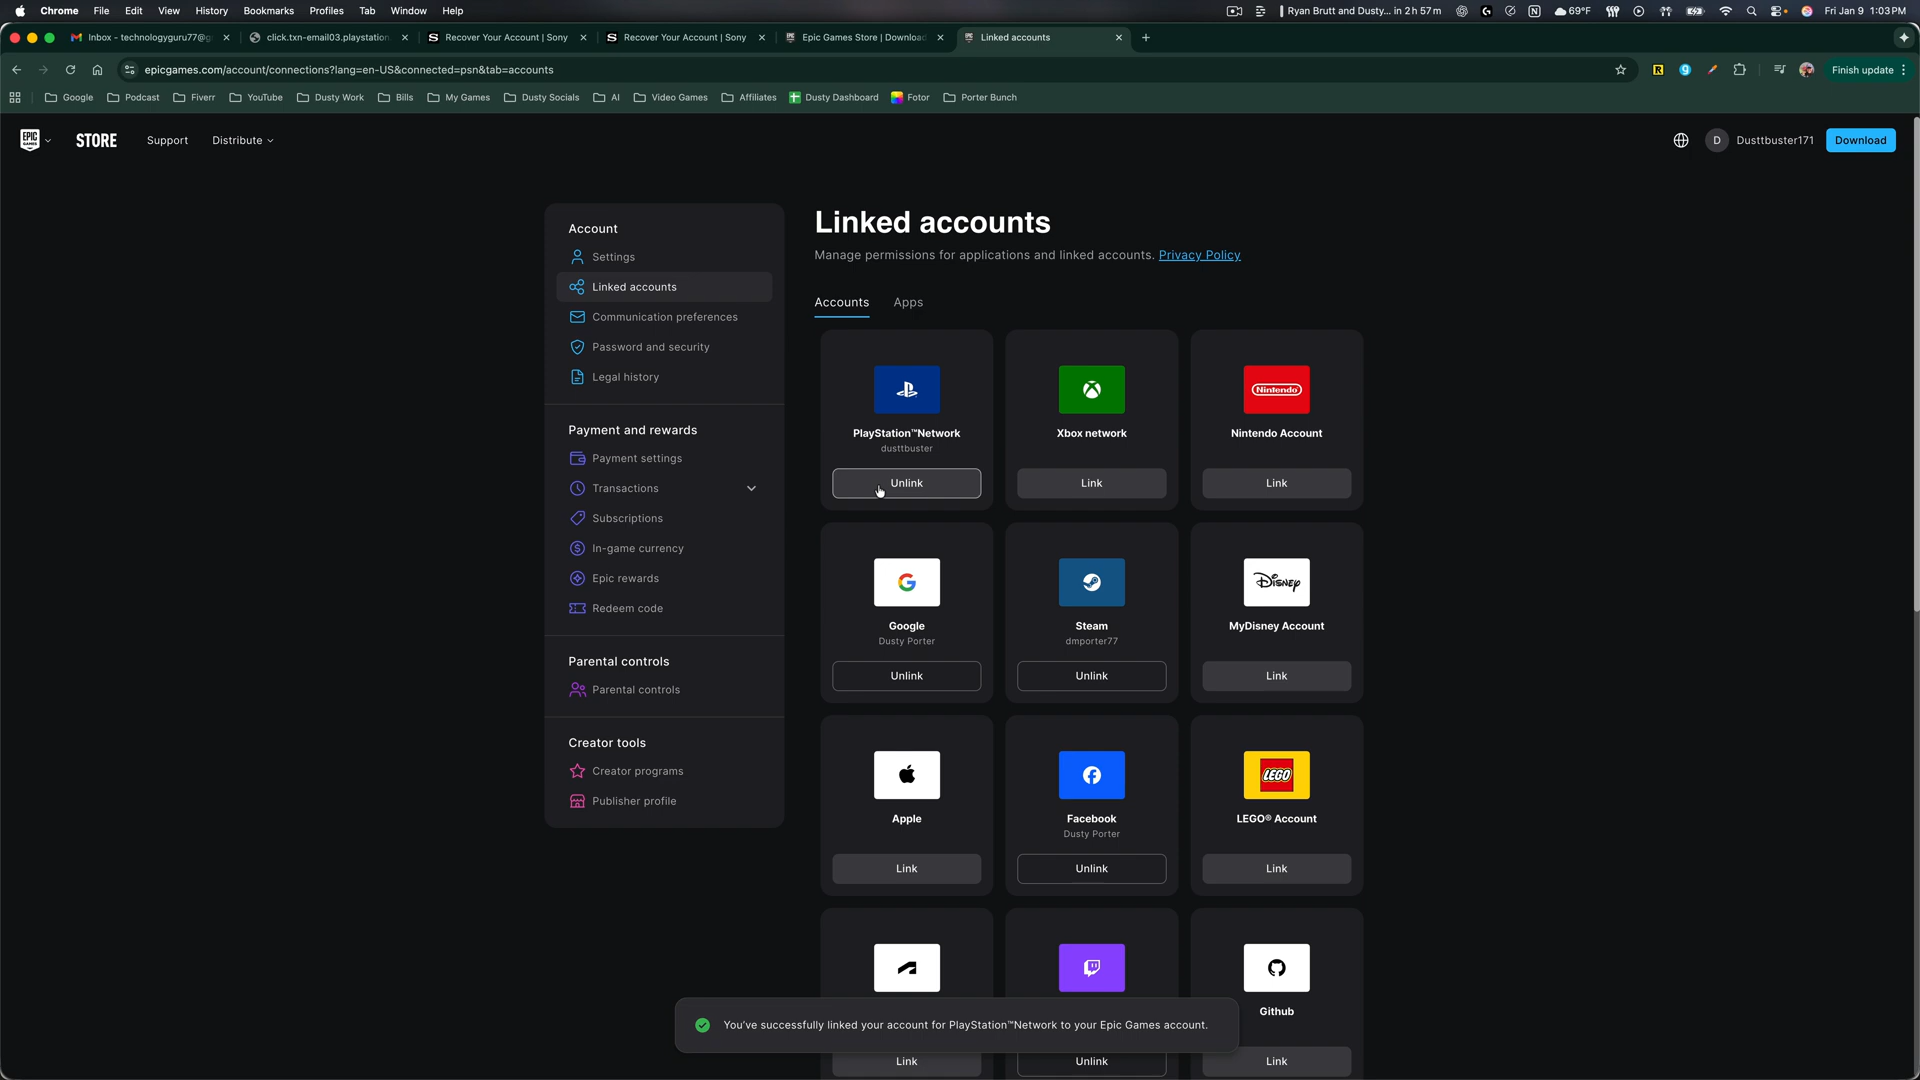 Chrome File Edit View History Bookmarks Profiles Tab Window Help
Ryan Brutt and Dusty... in 2 h 57 m 69°F Fri Jan 9 1:03 PM
Inbox - technologyguru77@g click.txn-email03.playstation. Recover Your Account | Sony Recover Your Account | Sony Epic Games Store | Download Linked accounts
epicgames.com/account/connections?lang=en-US&connected=psn&tab=accounts Finish update
Google Podcast Fiverr YouTube Dusty Work Bills My Games Dusty Socials AI Video Games Affiliates Dusty Dashboard Fotor Porter Bunch
EPIC GAMES STORE Support Distribute D Dusttbuster171 Download
Account
Settings
Linked accounts
Communication preferences
Password and security
Legal history
Payment and rewards
Payment settings
Transactions
Subscriptions
In-game currency
Epic rewards
Redeem code
Parental controls
Parental controls
Creator tools
Creator programs
Publisher profile
Linked accounts
Manage permissions for applications and linked accounts. Privacy Policy
Accounts Apps
Nintendo
PlayStation™Network Xbox network Nintendo Account
dusttbuster
Unlink Link Link
Disney
Google Steam MyDisney Account
Dusty Porter dmporter77
Unlink Unlink Link
LEGO
Apple Facebook LEGO® Account
Dusty Porter
Link Unlink Link
Github
You've successfully linked your account for PlayStation™Network to your Epic Games account.
Link Unlink Link